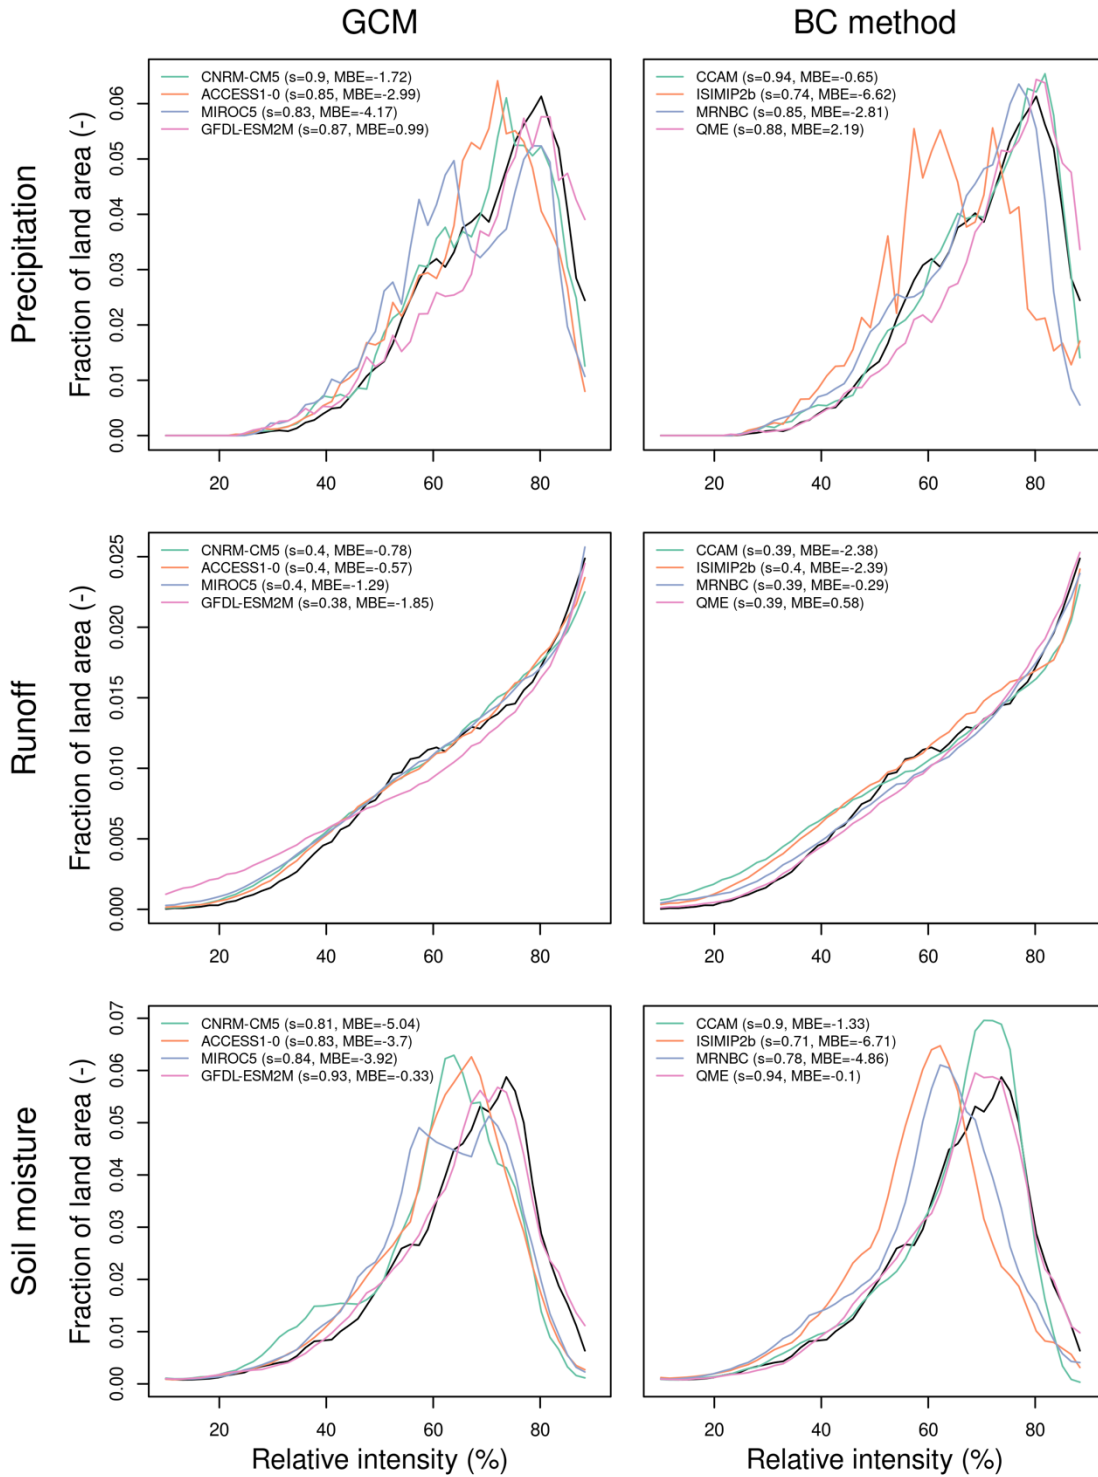 GCM
BC method
Precipitation
Fraction of land area (-)
0.00 0.01 0.02 0.03 0.04 0.05 0.06
CNRM-CM5 (s=0.9, MBE=-1.72)
ACCESS1-0 (s=0.85, MBE=-2.99)
MIROC5 (s=0.83, MBE=-4.17)
GFDL-ESM2M (s=0.87, MBE=0.99)
20 40 60 80
CCAM (s=0.94, MBE=-0.65)
ISIMIP2b (s=0.74, MBE=-6.62)
MRNBC (s=0.85, MBE=-2.81)
QME (s=0.88, MBE=2.19)
20 40 60 80
Runoff
Fraction of land area (-)
0.000 0.005 0.010 0.015 0.020 0.025
CNRM-CM5 (s=0.4, MBE=-0.78)
ACCESS1-0 (s=0.4, MBE=-0.57)
MIROC5 (s=0.4, MBE=-1.29)
GFDL-ESM2M (s=0.38, MBE=-1.85)
20 40 60 80
CCAM (s=0.39, MBE=-2.38)
ISIMIP2b (s=0.4, MBE=-2.39)
MRNBC (s=0.39, MBE=-0.29)
QME (s=0.39, MBE=0.58)
20 40 60 80
Soil moisture
Fraction of land area (-)
0.00 0.01 0.02 0.03 0.04 0.05 0.06 0.07
CNRM-CM5 (s=0.81, MBE=-5.04)
ACCESS1-0 (s=0.83, MBE=-3.7)
MIROC5 (s=0.84, MBE=-3.92)
GFDL-ESM2M (s=0.93, MBE=-0.33)
20 40 60 80
Relative intensity (%)
CCAM (s=0.9, MBE=-1.33)
ISIMIP2b (s=0.71, MBE=-6.71)
MRNBC (s=0.78, MBE=-4.86)
QME (s=0.94, MBE=-0.1)
20 40 60 80
Relative intensity (%)